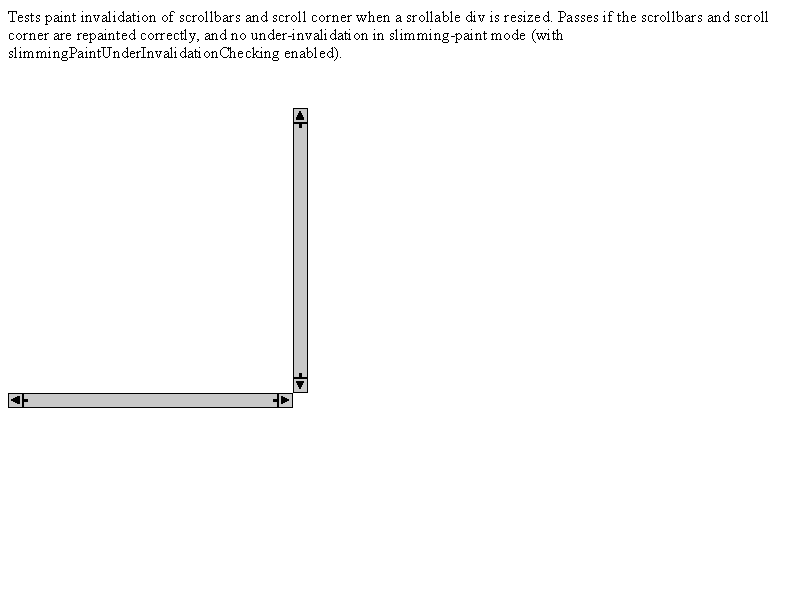 Tests paint invalidation of scrollbars and scroll corner when a srollable div is resized. Passes if the scrollbars and scroll
corner are repainted correctly, and no under-invalidation in slimming-paint mode (with
slimmingPaintUnderInvalidationChecking enabled).